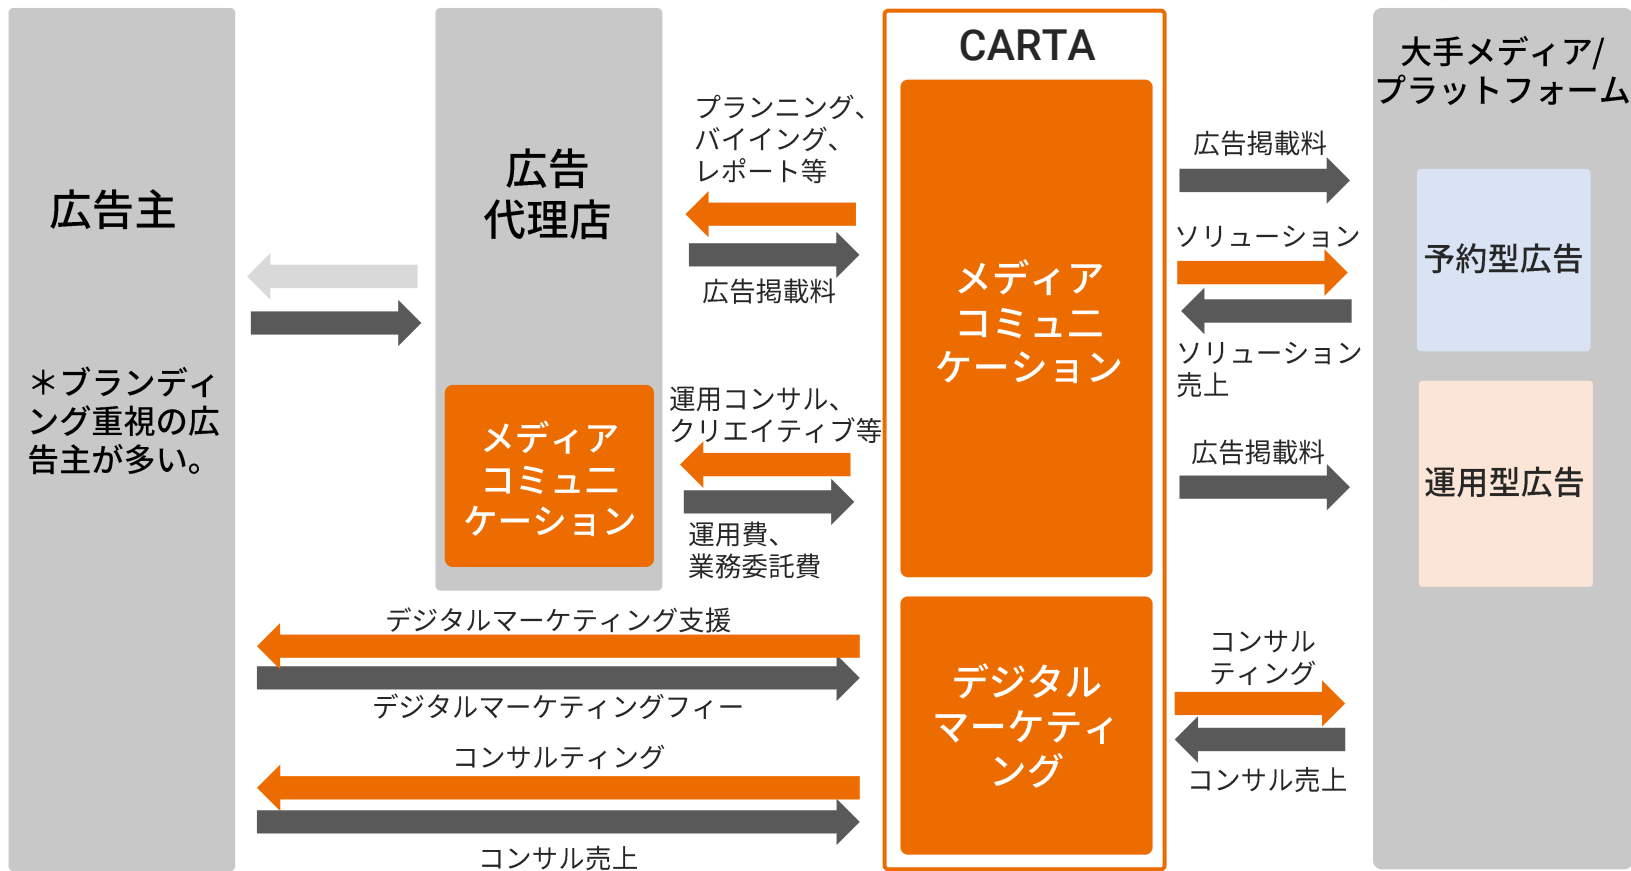 広告主
＊ブランディ
ング重視の広
告主が多い。
広告
代理店
メディア
コミュニ
ケーション
プランニング、
バイイング、
レポート等
広告掲載料
運用コンサル、
クリエイティブ等
運用費、
業務委託費
デジタルマーケティング支援
デジタルマーケティングフィー
コンサルティング
コンサル売上
CARTA
メディア
コミュニ
ケーション
デジタル
マーケティ
ング
広告掲載料
ソリューション
ソリューション
売上
広告掲載料
コンサル
ティング
コンサル売上
大手メディア/
プラットフォーム
予約型広告
運用型広告